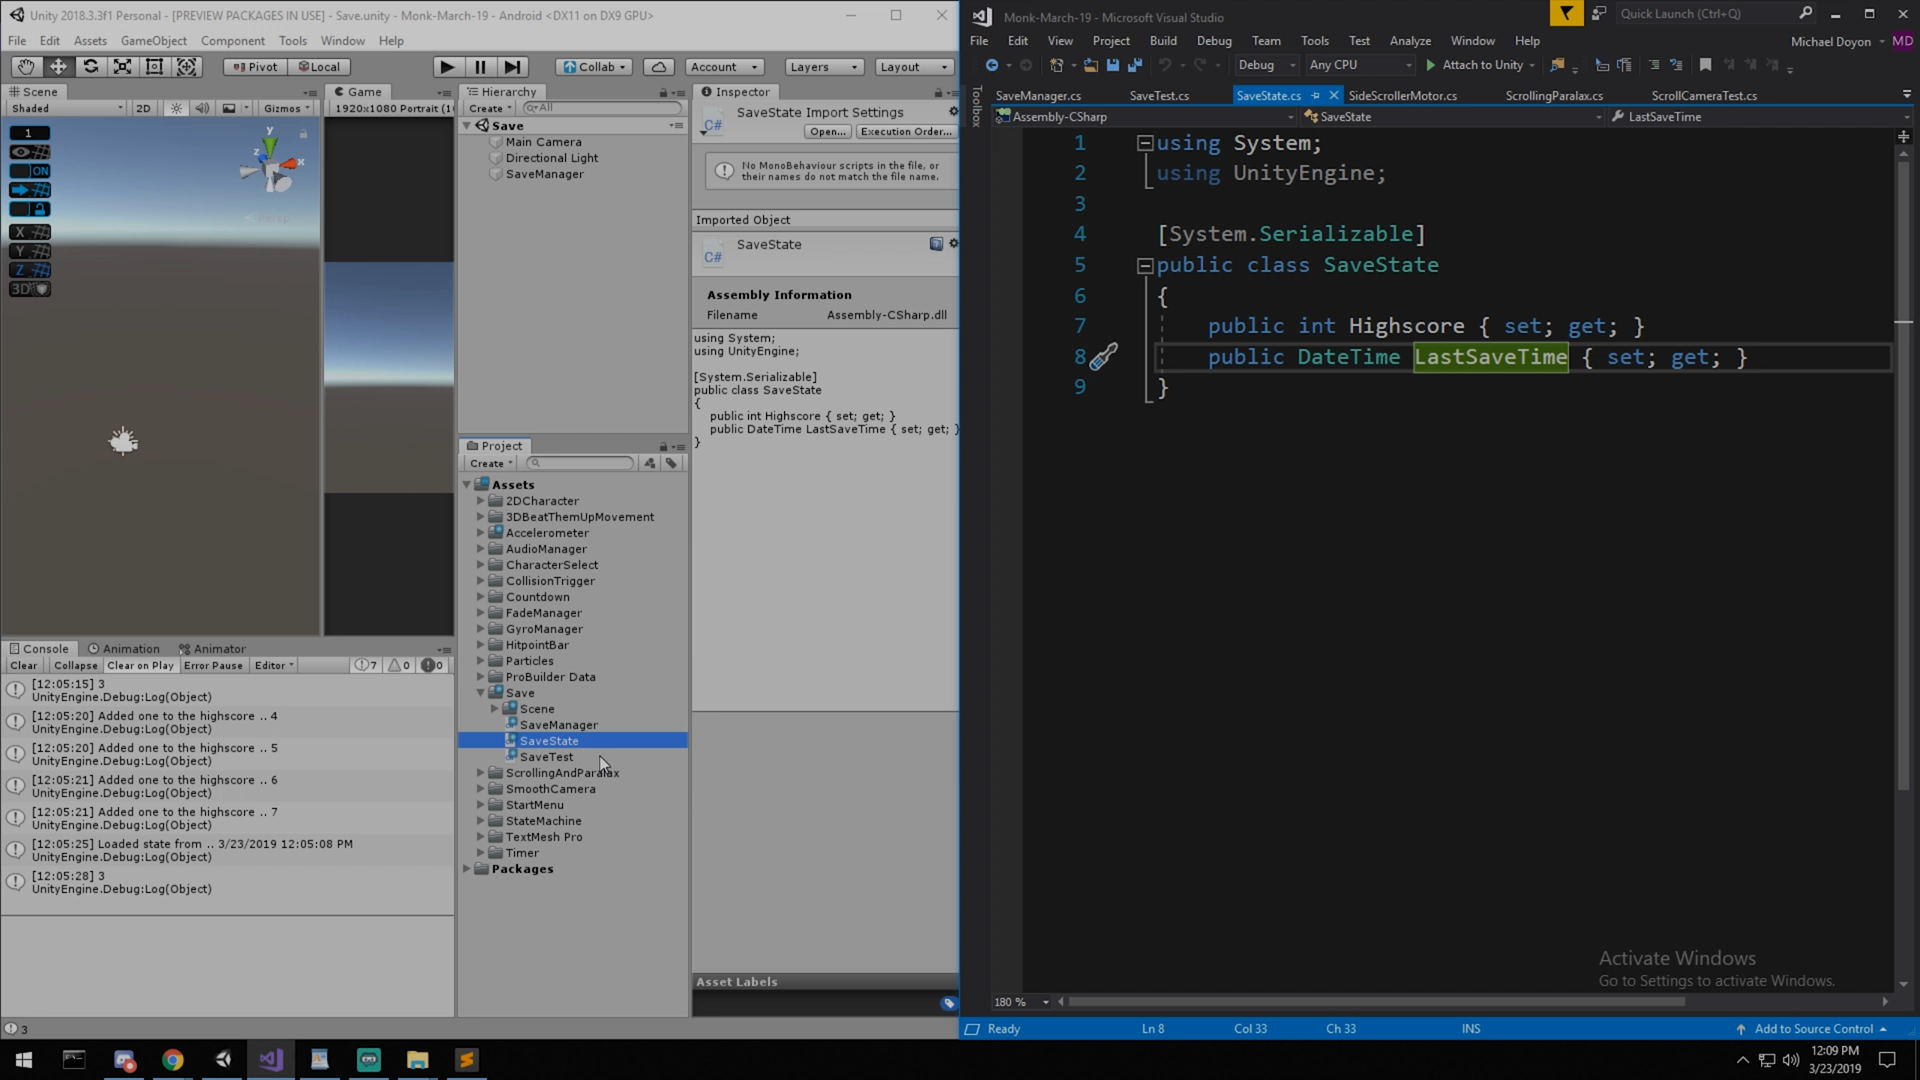 Unity 2018.3.3f1 Personal - [PREVIEW PACKAGES IN USE] - Save.unity - Monk-March-19 - Android <DX11 on DX9 GPU>
File Edit Assets GameObject Component Tools Window Help
Pivot Local Collab Account Layers Layout
Scene
Shaded 2D Gizmos
1
ON
X
Y
Z
3D
y
z
x
Persp
Game
1920x1080 Portrait (1
Hierarchy
Create All
Save
Main Camera
Directional Light
SaveManager
Inspector
SaveState Import Settings
C#
Open... Execution Order...
No MonoBehaviour scripts in the file, or
their names do not match the file name.
Imported Object
SaveState
C#
Assembly Information
Filename Assembly-CSharp.dll
using System;
using UnityEngine;
[System.Serializable]
public class SaveState
{
public int Highscore { set; get; }
public DateTime LastSaveTime { set; get; }
}
Asset Labels
Project
Create
Assets
2DCharacter
3DBeatThemUpMovement
Accelerometer
AudioManager
CharacterSelect
CollisionTrigger
Countdown
FadeManager
GyroManager
HitpointBar
Particles
ProBuilder Data
Save
Scene
SaveManager
SaveState
SaveTest
ScrollingAndParalax
SmoothCamera
StartMenu
StateMachine
TextMesh Pro
Timer
Packages
Console Animation Animator
Clear Collapse Clear on Play Error Pause Editor 7 0 0
[12:05:15] 3
UnityEngine.Debug:Log(Object)
[12:05:20] Added one to the highscore .. 4
UnityEngine.Debug:Log(Object)
[12:05:20] Added one to the highscore .. 5
UnityEngine.Debug:Log(Object)
[12:05:21] Added one to the highscore .. 6
UnityEngine.Debug:Log(Object)
[12:05:21] Added one to the highscore .. 7
UnityEngine.Debug:Log(Object)
[12:05:25] Loaded state from .. 3/23/2019 12:05:08 PM
UnityEngine.Debug:Log(Object)
[12:05:28] 3
UnityEngine.Debug:Log(Object)
3
Monk-March-19 - Microsoft Visual Studio
Quick Launch (Ctrl+Q)
File Edit View Project Build Debug Team Tools Test Analyze Window Help
Michael Doyon MD
Debug Any CPU Attach to Unity
Toolbox
SaveManager.cs SaveTest.cs SaveState.cs SideScrollerMotor.cs ScrollingParalax.cs ScrollCameraTest.cs
Assembly-CSharp SaveState LastSaveTime
1 using System;
2 using UnityEngine;
3
4 [System.Serializable]
5 public class SaveState
6 {
7 public int Highscore { set; get; }
8 public DateTime LastSaveTime { set; get; }
9 }
Activate Windows
Go to Settings to activate Windows.
180 %
Ready Ln 8 Col 33 Ch 33 INS Add to Source Control
12:09 PM
3/23/2019